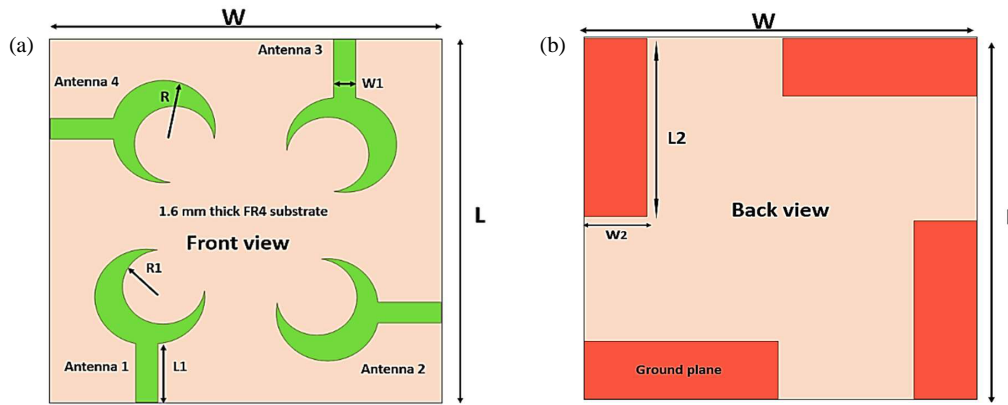 (a)
W
Antenna 3
W1
Antenna 4
R
L
1.6 mm thick FR4 substrate
Front view
R1
Antenna 1
L1
Antenna 2
(b)
W
L2
W2
Back view
Ground plane